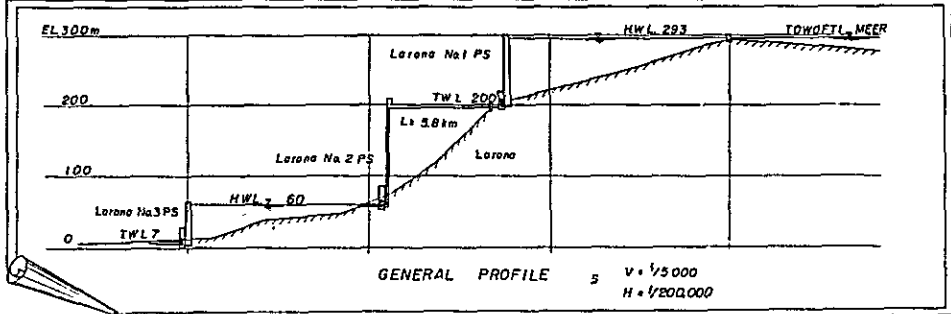 EL 300m
HWL 293
TOWOETI MEER
Larona No.1 PS
200
TWL 200
L= 5.8km
Larona
Larona No. 2 PS
100
HWL 60
Larona No.3 PS
TWL 7
0
GENERAL PROFILE S V = 1/5000
H = 1/200,000